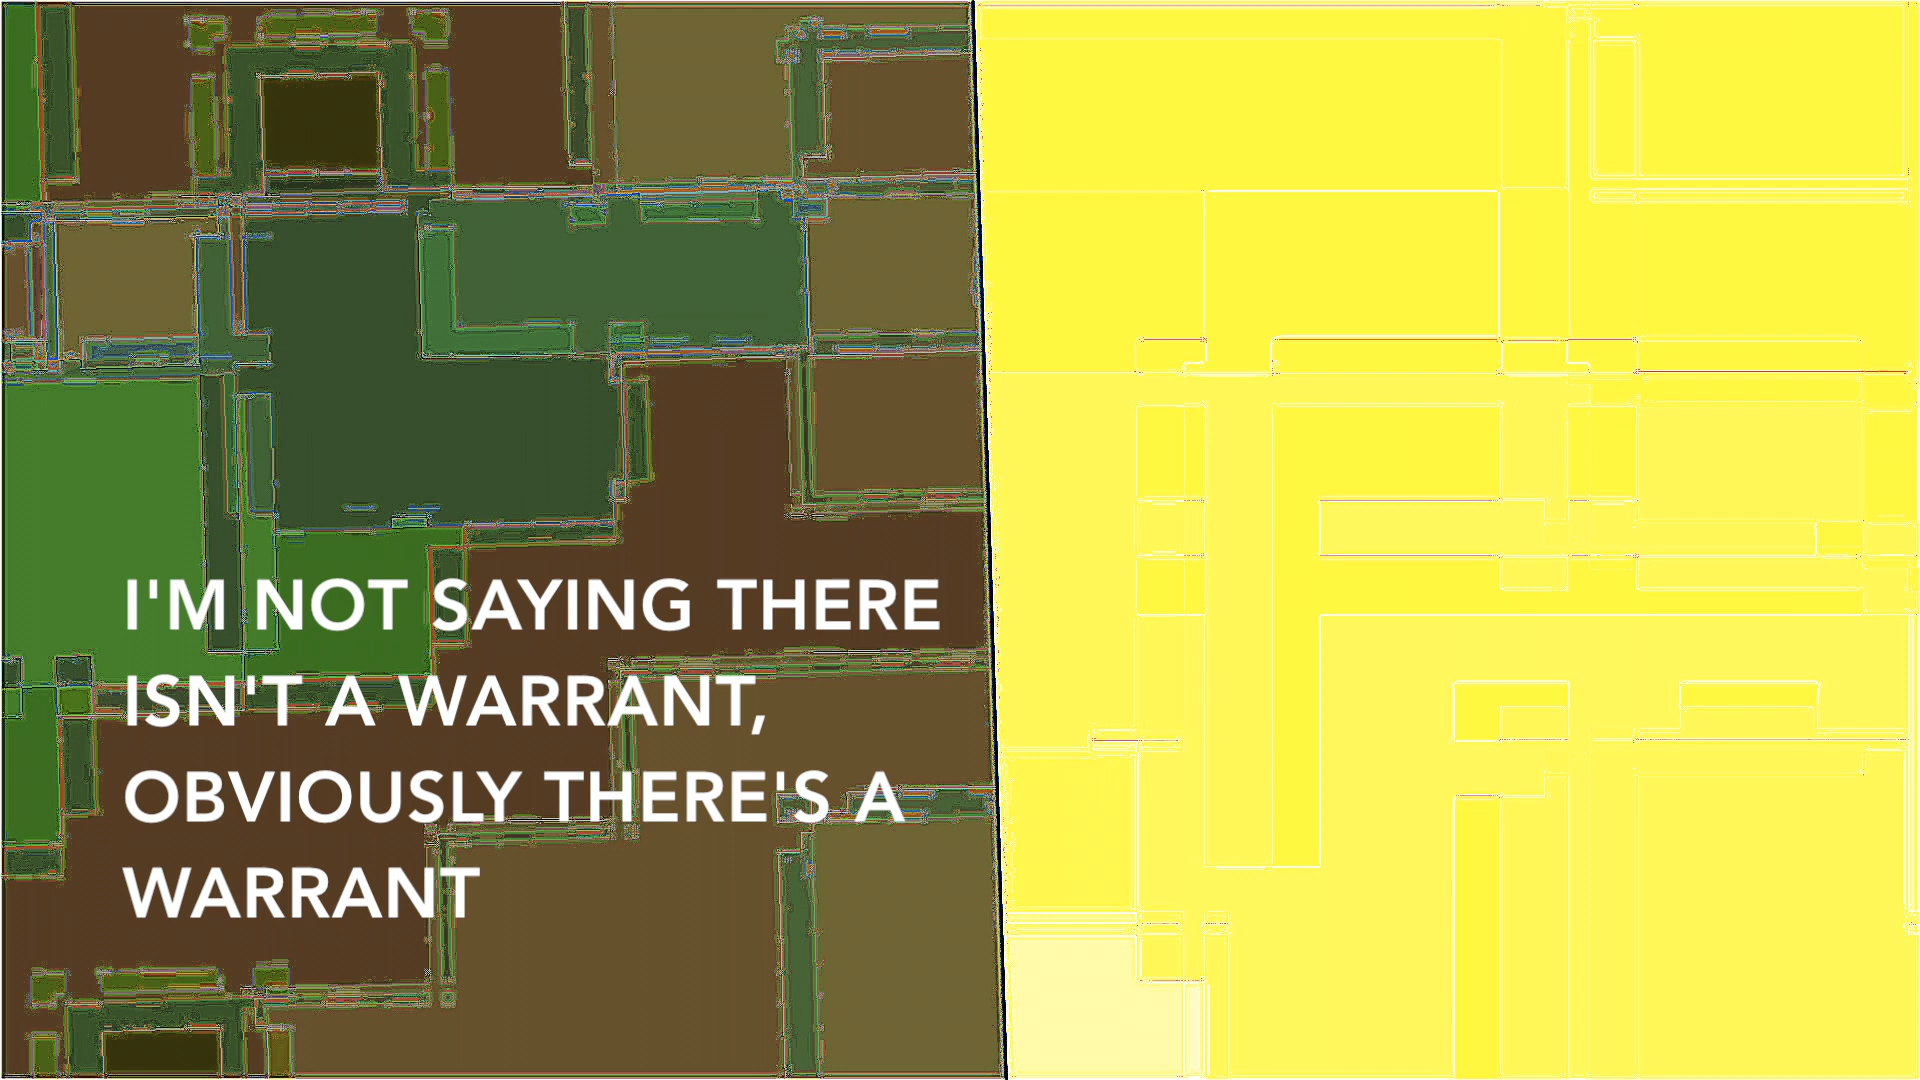 I'M NOT SAYING THERE
ISN'T A WARRANT,
OBVIOUSLY THERE'S A
WARRANT